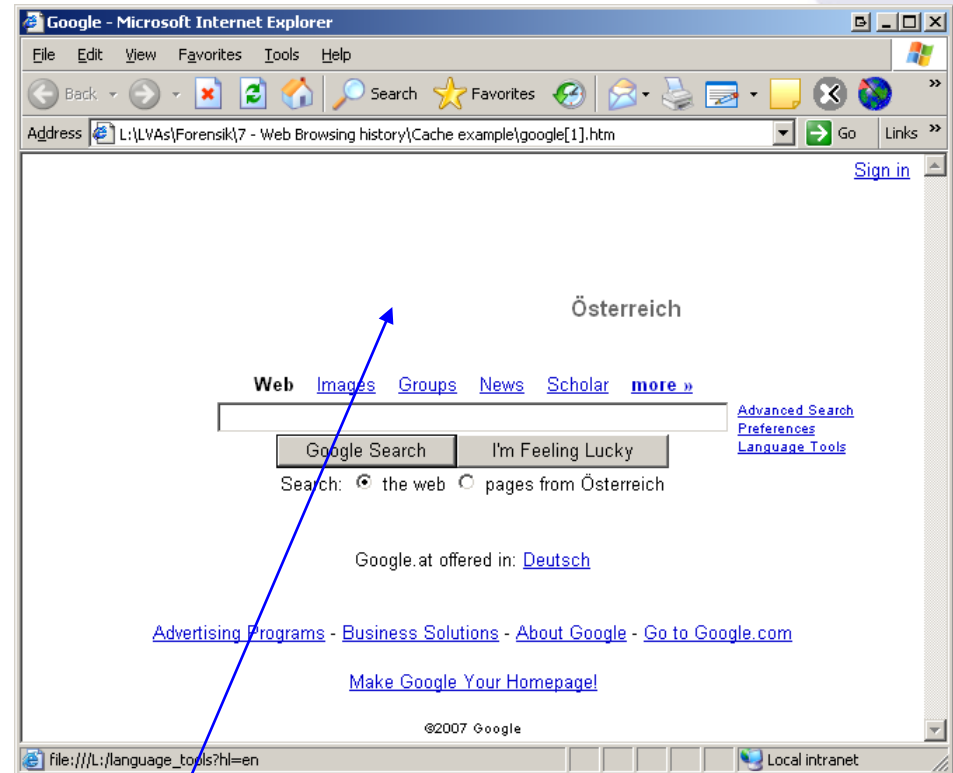 Google - Microsoft Internet Explorer
File Edit View Favorites Tools Help
Back Search Favorites »
Address L:\LVAs\Forensik\7 - Web Browsing history\Cache example\google[1].htm Go Links »
Sign in
Österreich
Web Images Groups News Scholar more »
Advanced Search
Preferences
Language Tools
Google Search I'm Feeling Lucky
Search: the web pages from Österreich
Google.at offered in: Deutsch
Advertising Programs - Business Solutions - About Google - Go to Google.com
Make Google Your Homepage!
©2007 Google
file:///L:/language_tools?hl=en Local intranet